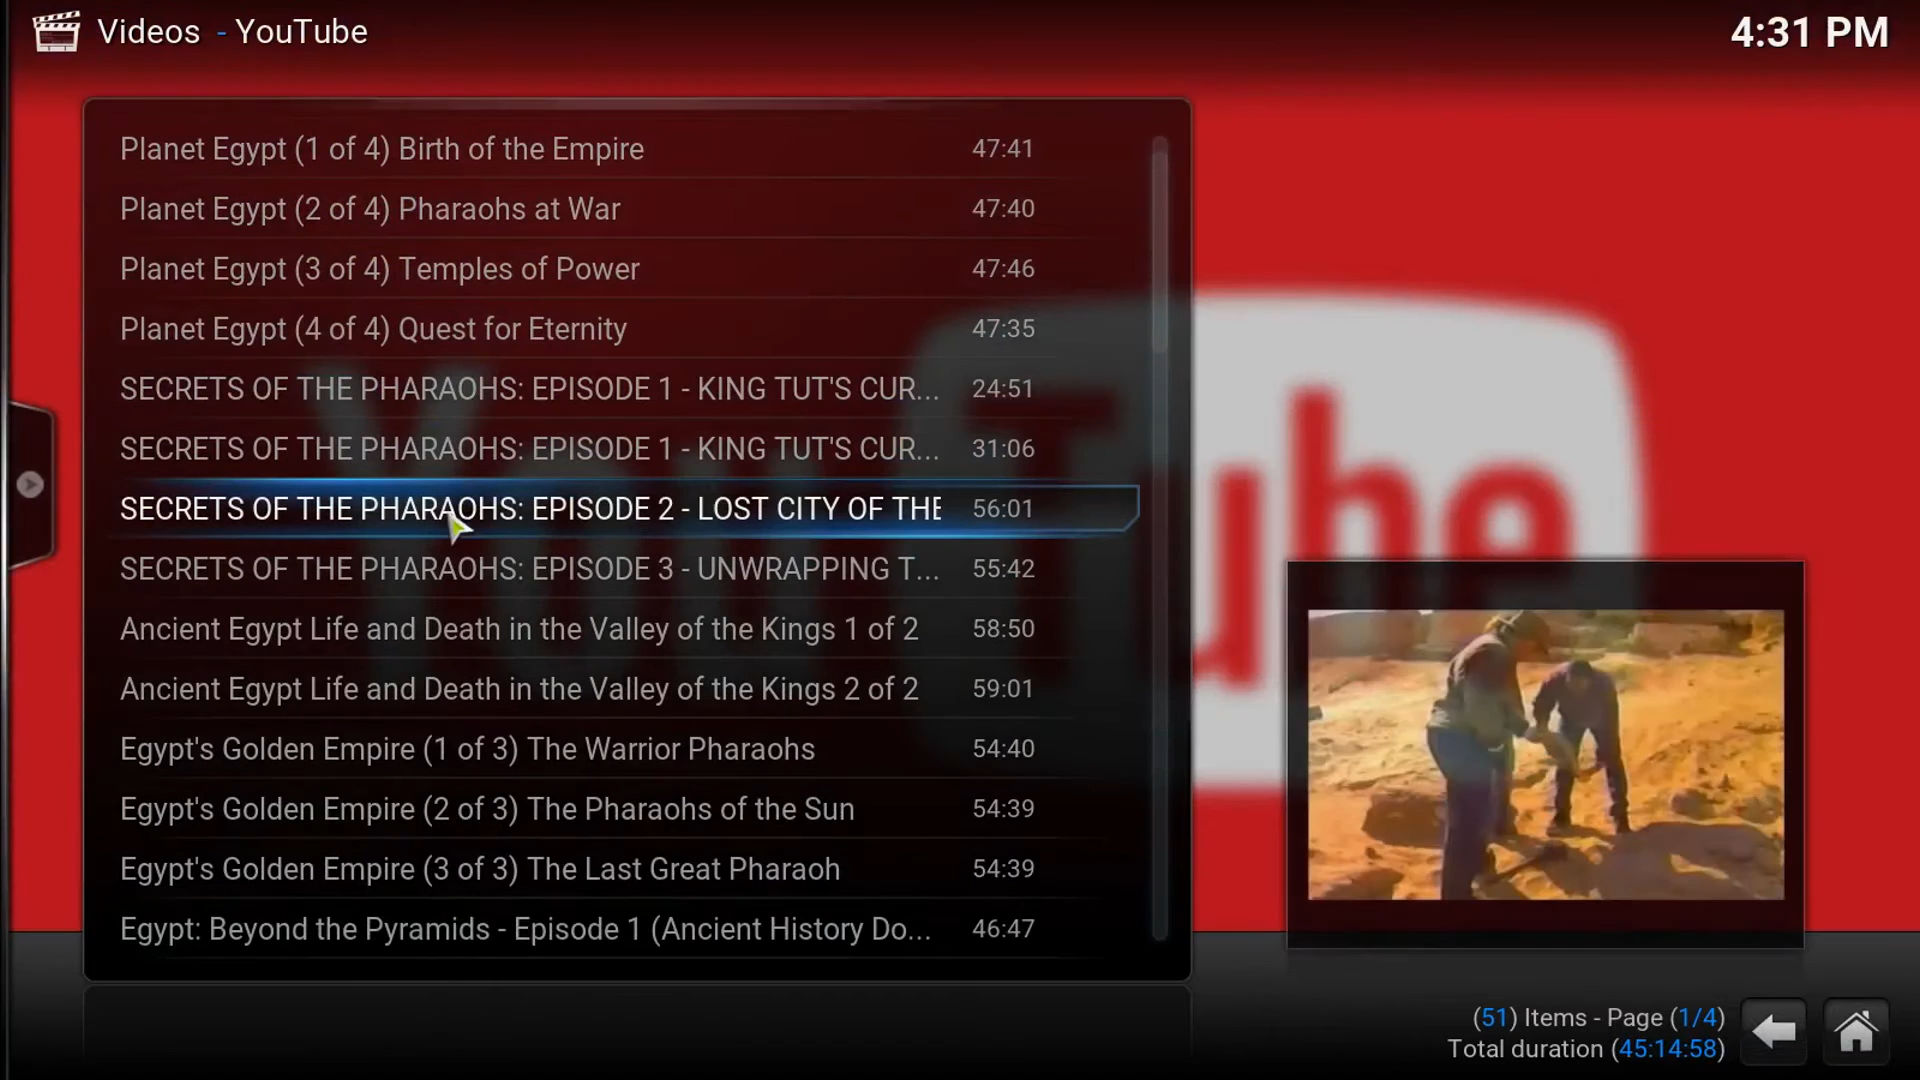 Videos - YouTube
4:31 PM
Planet Egypt (1 of 4) Birth of the Empire 47:41
Planet Egypt (2 of 4) Pharaohs at War 47:40
Planet Egypt (3 of 4) Temples of Power 47:46
Planet Egypt (4 of 4) Quest for Eternity 47:35
SECRETS OF THE PHARAOHS: EPISODE 1 - KING TUT'S CUR... 24:51
SECRETS OF THE PHARAOHS: EPISODE 1 - KING TUT'S CUR... 31:06
SECRETS OF THE PHARAOHS: EPISODE 2 - LOST CITY OF THE 56:01
SECRETS OF THE PHARAOHS: EPISODE 3 - UNWRAPPING T... 55:42
Ancient Egypt Life and Death in the Valley of the Kings 1 of 2 58:50
Ancient Egypt Life and Death in the Valley of the Kings 2 of 2 59:01
Egypt's Golden Empire (1 of 3) The Warrior Pharaohs 54:40
Egypt's Golden Empire (2 of 3) The Pharaohs of the Sun 54:39
Egypt's Golden Empire (3 of 3) The Last Great Pharaoh 54:39
Egypt: Beyond the Pyramids - Episode 1 (Ancient History Do... 46:47
YouTube
(51) Items - Page (1/4)
Total duration (45:14:58)